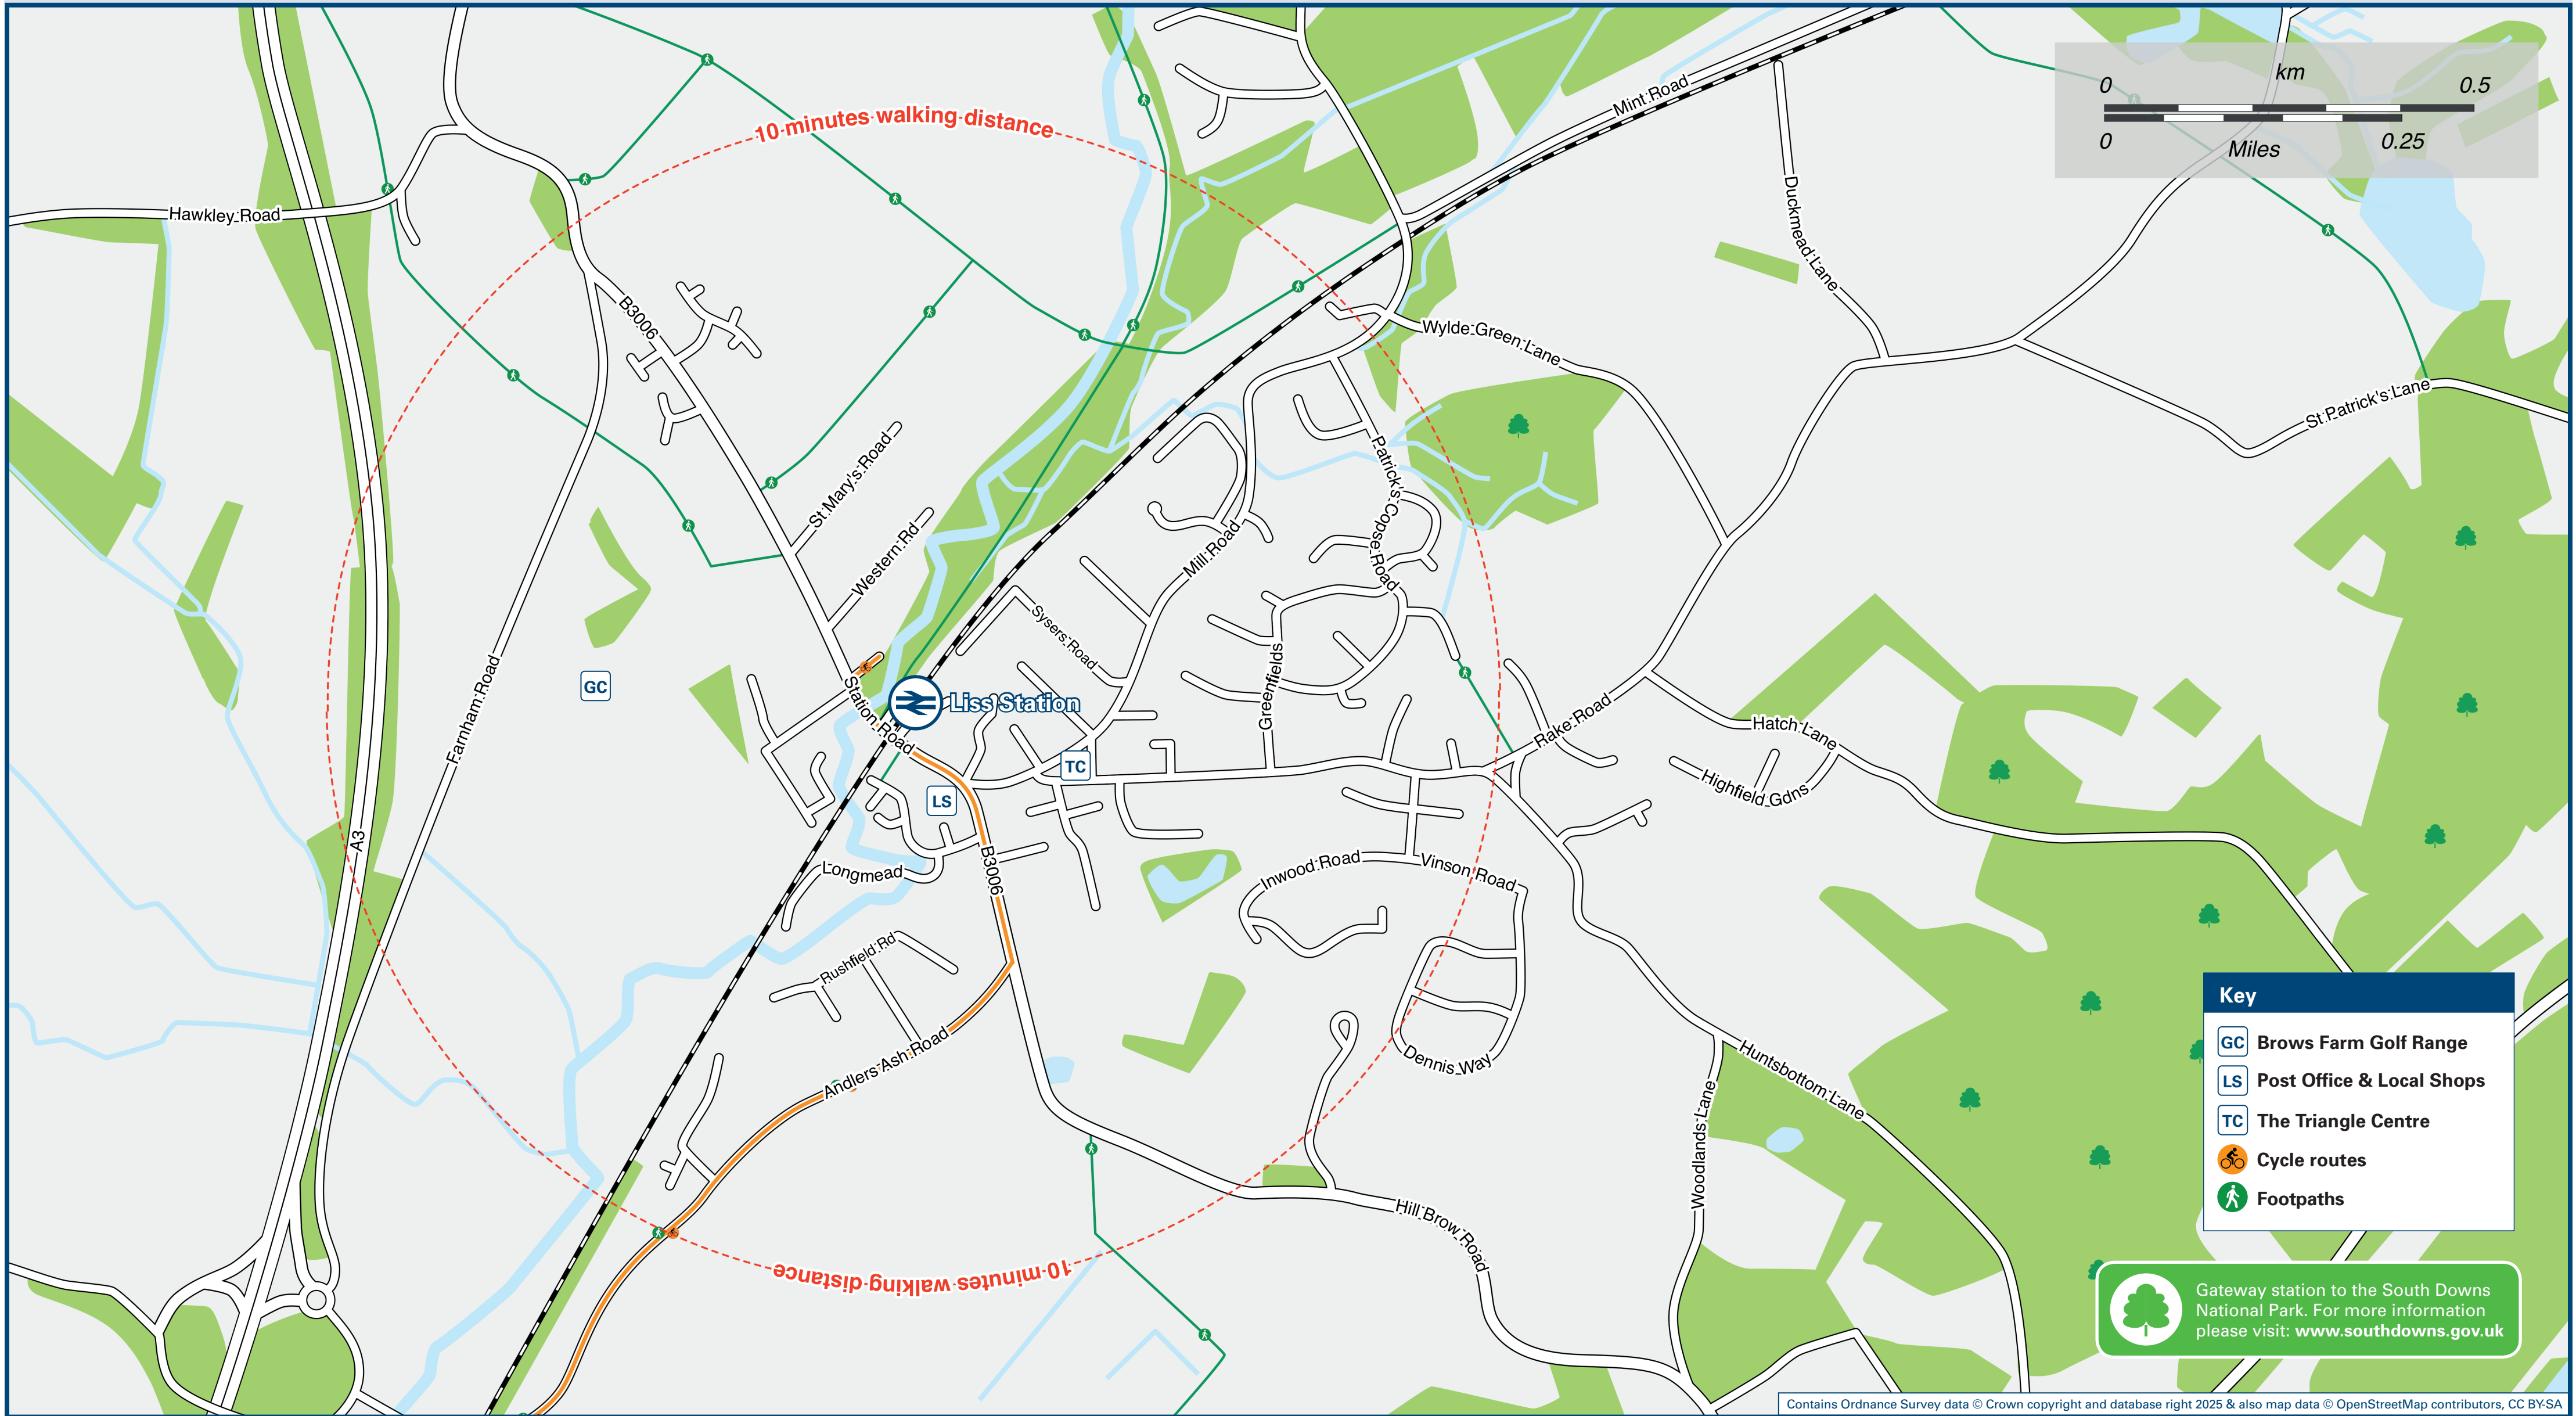 10 minutes walking distance
Mint Road
km
0
0.5
0
0.25
Miles
Hawkley Road
Duckmead Lane
B3006
Wylde Green Lane
St Patrick's Lane
St Mary's Road
Patrick's Copse Road
Western Rd
Mill Road
Sysers Road
Greenfields
GC
Farnham Road
Station Road
Liss Station
TC
Rake Road
Hatch Lane
Highfield Gdns
LS
A3
B3006
Longmead
Inwood Road
Vinson Road
Rushfield Rd
Andlers Ash Road
Dennis Way
Huntsbottom Lane
Woodlands Lane
Hill Brow Road
10 minutes walking distance
Key
GC Brows Farm Golf Range
LS Post Office & Local Shops
TC The Triangle Centre
Cycle routes
Footpaths
Gateway station to the South Downs
National Park. For more information
please visit: www.southdowns.gov.uk
Contains Ordnance Survey data © Crown copyright and database right 2025 & also map data © OpenStreetMap contributors, CC BY-SA